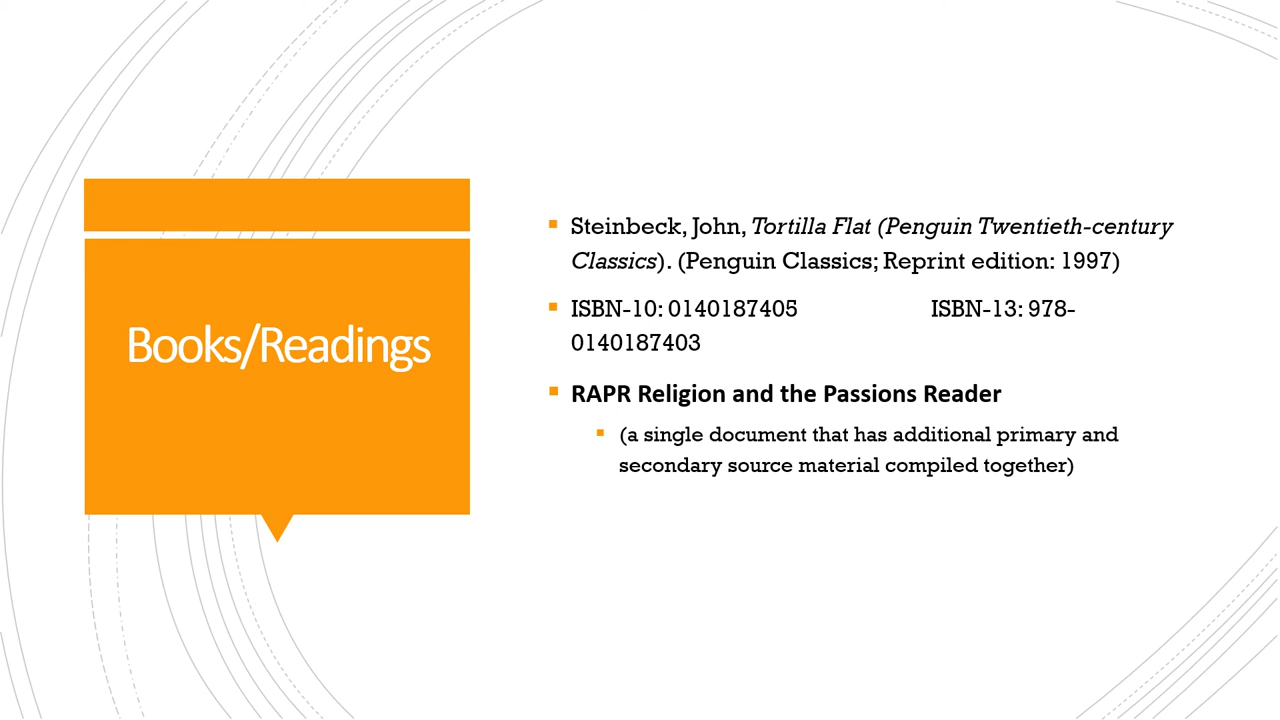 Books/Readings
Steinbeck, John, Tortilla Flat (Penguin Twentieth-century
Classics). (Penguin Classics; Reprint edition: 1997)
ISBN-10: 0140187405 ISBN-13: 978-
0140187403
RAPR Religion and the Passions Reader
(a single document that has additional primary and
secondary source material compiled together)